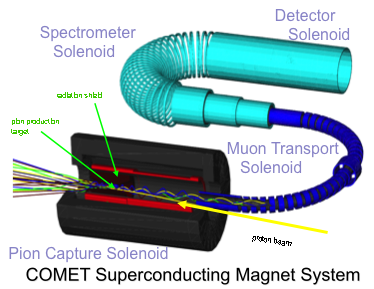 Detector
Solenoid
Spectrometer
Solenoid
radiation shield
pion production
target
Muon Transport
Solenoid
proton beam
Pion Capture Solenoid
COMET Superconducting Magnet System